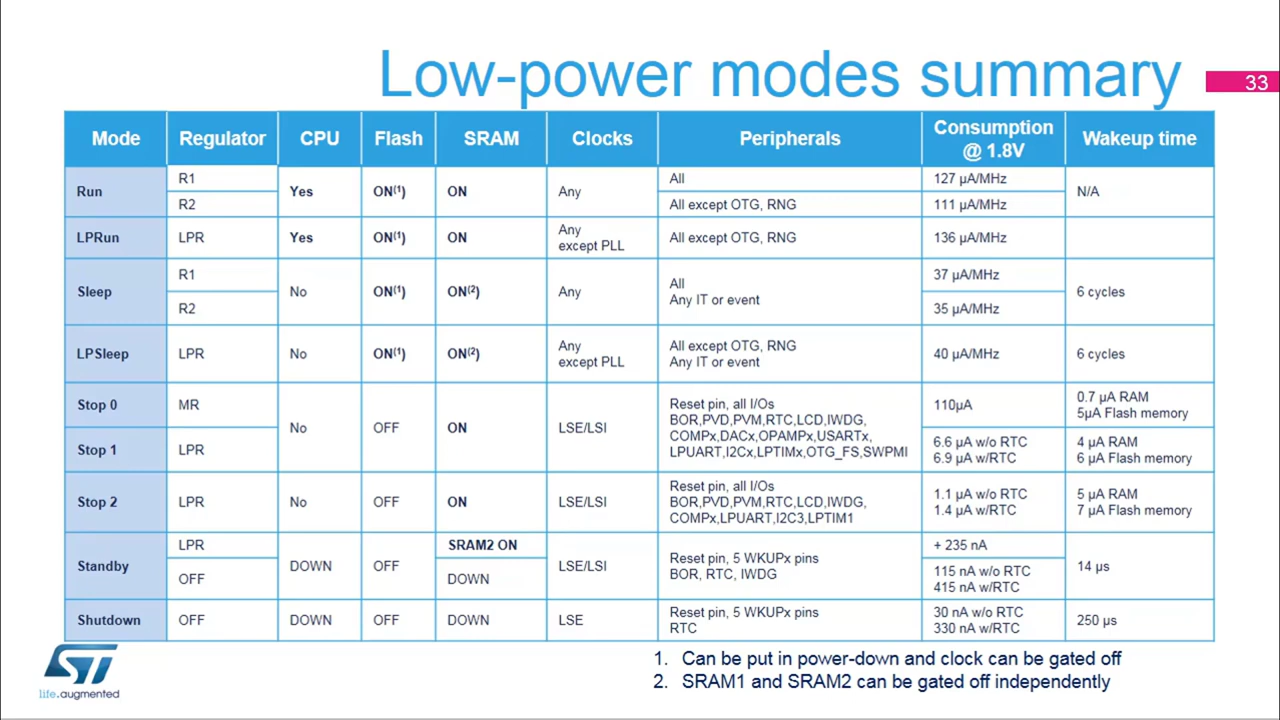 Low-power modes summary
33
Mode Regulator CPU Flash SRAM Clocks Peripherals Consumption @ 1.8V Wakeup time
Run R1 Yes ON(1) ON Any All 127 µA/MHz N/A
R2 All except OTG, RNG 111 µA/MHz
LPRun LPR Yes ON(1) ON Any except PLL All except OTG, RNG 136 µA/MHz
Sleep R1 No ON(1) ON(2) Any All 37 µA/MHz 6 cycles
Any IT or event
R2 35 µA/MHz
LPSleep LPR No ON(1) ON(2) Any except PLL All except OTG, RNG 40 µA/MHz 6 cycles
Any IT or event
Stop 0 MR No OFF ON LSE/LSI Reset pin, all I/Os 110µA 0.7 µA RAM
BOR,PVD,PVM,RTC,LCD,IWDG, 5µA Flash memory
COMPx,DACx,OPAMPx,USARTx,
Stop 1 LPR LPUART,I2Cx,LPTIMx,OTG_FS,SWPMI 6.6 µA w/o RTC 4 µA RAM
6.9 µA w/RTC 6 µA Flash memory
Stop 2 LPR No OFF ON LSE/LSI Reset pin, all I/Os 1.1 µA w/o RTC 5 µA RAM
BOR,PVD,PVM,RTC,LCD,IWDG, 1.4 µA w/RTC 7 µA Flash memory
COMPx,LPUART,I2C3,LPTIM1
Standby LPR DOWN OFF SRAM2 ON LSE/LSI Reset pin, 5 WKUPx pins + 235 nA 14 µs
BOR, RTC, IWDG
OFF DOWN 115 nA w/o RTC
415 nA w/RTC
Shutdown OFF DOWN OFF DOWN LSE Reset pin, 5 WKUPx pins 30 nA w/o RTC 250 µs
RTC 330 nA w/RTC
1. Can be put in power-down and clock can be gated off
2. SRAM1 and SRAM2 can be gated off independently
ST
life.augmented